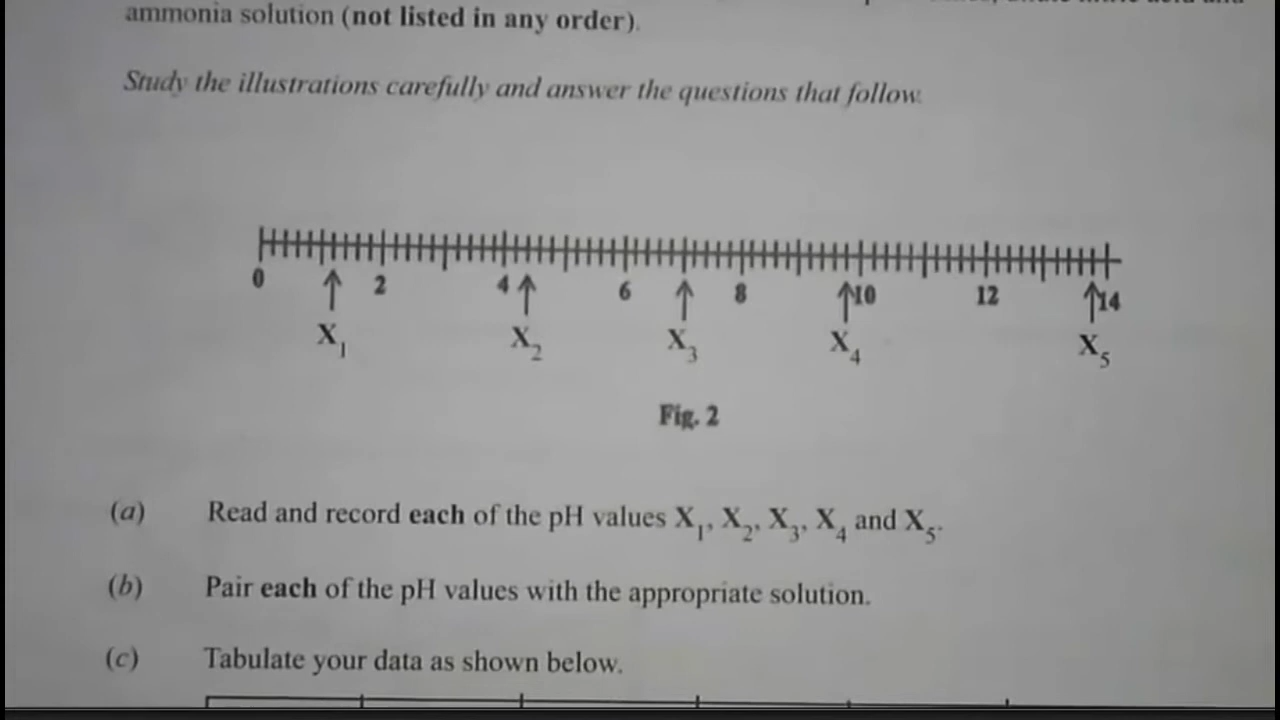 ammonia solution (not listed in any order).
Study the illustrations carefully and answer the questions that follow.
0 2 4 6 8 10 12 14
X₁ X₂ X₃ X₄ X₅
Fig. 2
(a) Read and record each of the pH values X₁, X₂, X₃, X₄ and X₅.
(b) Pair each of the pH values with the appropriate solution.
(c) Tabulate your data as shown below.